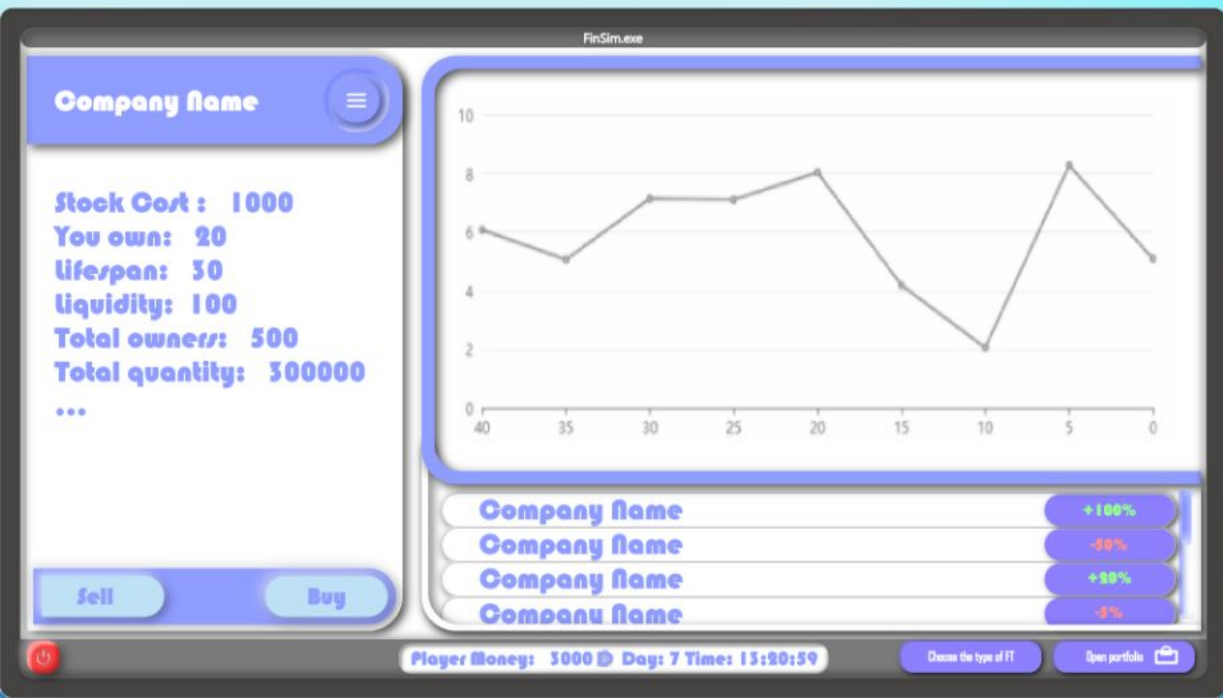 FinSim.exe
Company Name
Stock Cost : 1000
You own: 20
Lifespan: 30
Liquidity: 100
Total owners: 500
Total quantity: 300000
...
Sell
Buy
10
8
6
4
2
0
40 35 30 25 20 15 10 5 0
Company Name +100%
Company Name -50%
Company Name +20%
Company Name -5%
Player Money: 3000 D Day: 7 Time: 13:20:59
Choose the type of FT
Open portfolio